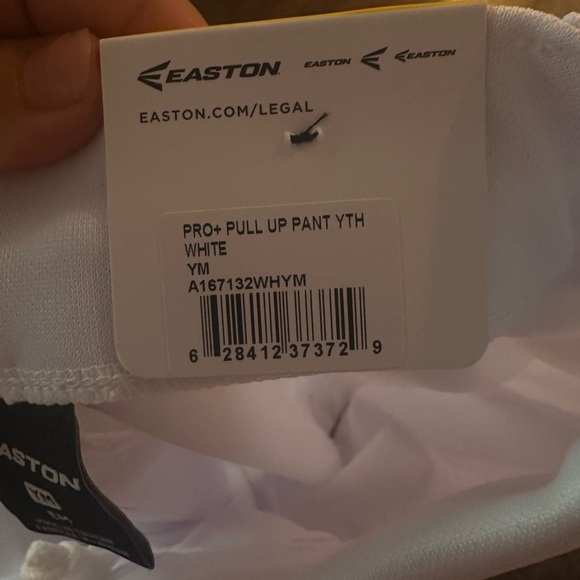 EASTON EASTON EASTON
EASTON.COM/LEGAL
PRO+ PULL UP PANT YTH
WHITE
YM
A167132WHYM
6 28412 37372 9
EASTON
YM